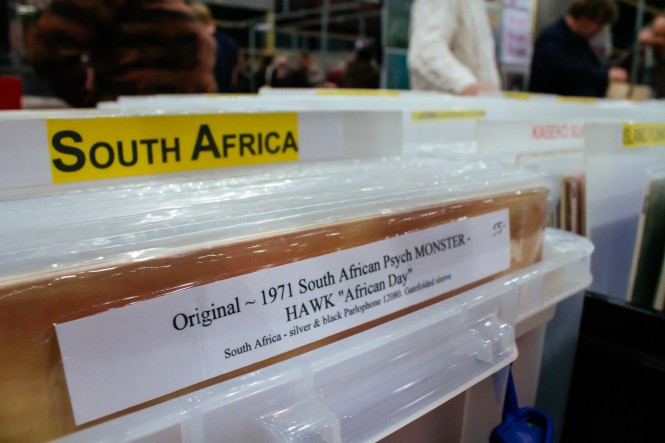 SOUTH AFRICA
Original ~ 1971 South African Psych MONSTER -
HAWK "African Day"
South Africa - silver & black Parlophone 12080. Gatefolded sleeve
KASEKO